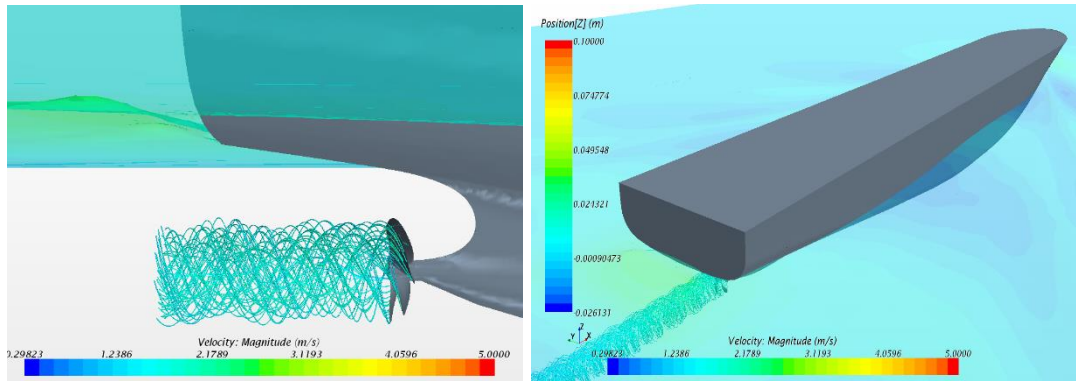 Velocity: Magnitude (m/s)
0.29823 1.2386 2.1789 3.1193 4.0596 5.0000
Position[Z] (m)
0.10000
0.074774
0.049548
0.021321
-0.00090473
-0.026131
Z
Y X
Velocity: Magnitude (m/s)
0.29823 1.2386 2.1789 3.1193 4.0596 5.0000